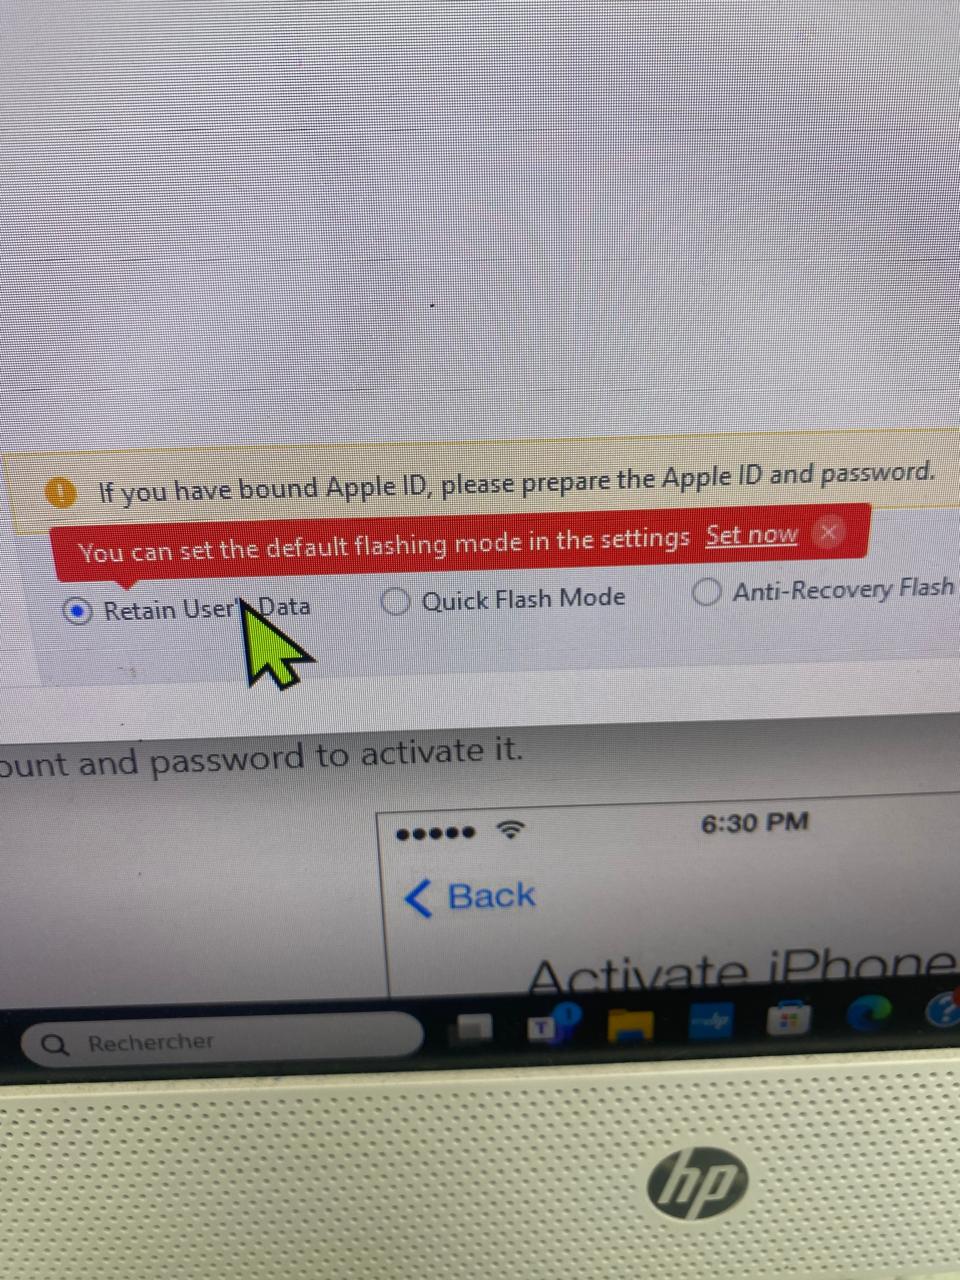 If you have bound Apple ID, please prepare the Apple ID and password.
You can set the default flashing mode in the settings Set now
Retain User's Data
Quick Flash Mode
Anti-Recovery Flash
and password to activate it.
6:30 PM
Back
Activate iPhone
Rechercher
hp